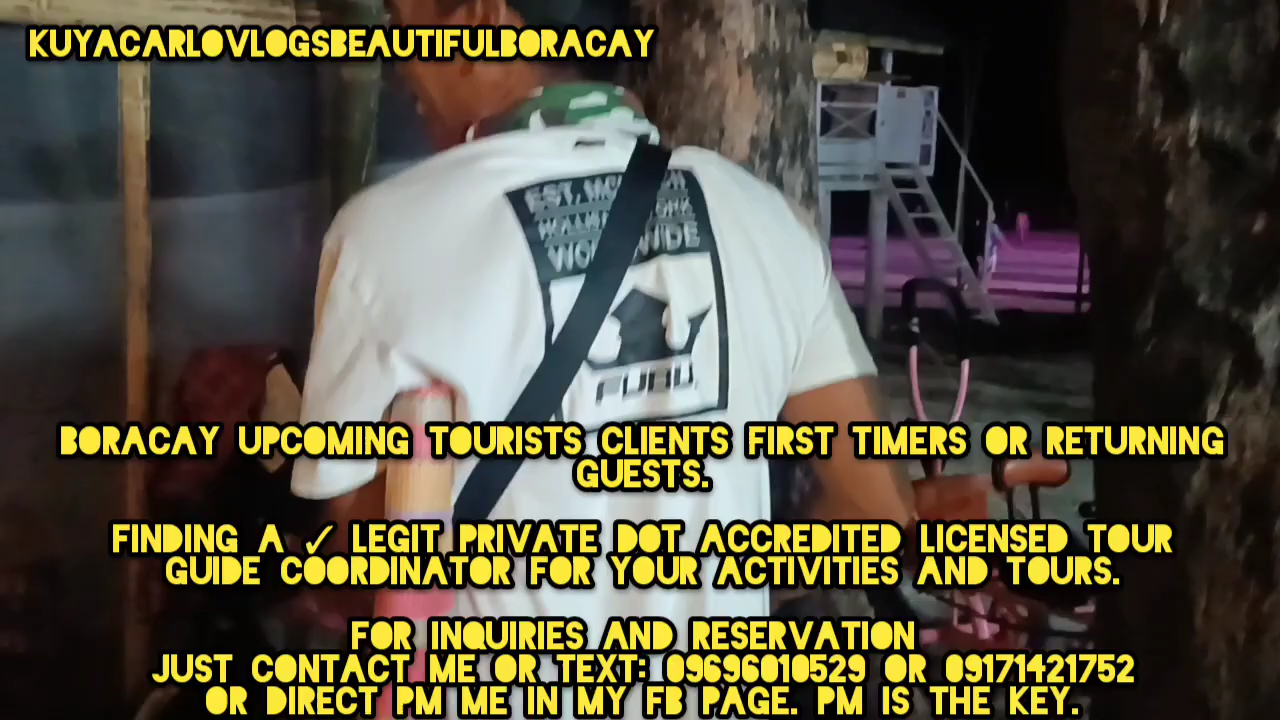 KUYACARLOVLOGSBEAUTIFULBORACAY
EST.
WORLDWIDE
FUBU
BORACAY UPCOMING TOURISTS CLIENTS FIRST TIMERS OR RETURNING
GUESTS.
FINDING A ✓ LEGIT PRIVATE DOT ACCREDITED LICENSED TOUR
GUIDE COORDINATOR FOR YOUR ACTIVITIES AND TOURS.
FOR INQUIRIES AND RESERVATION
JUST CONTACT ME OR TEXT: 09696010529 OR 09171421752
OR DIRECT PM ME IN MY FB PAGE. PM IS THE KEY.